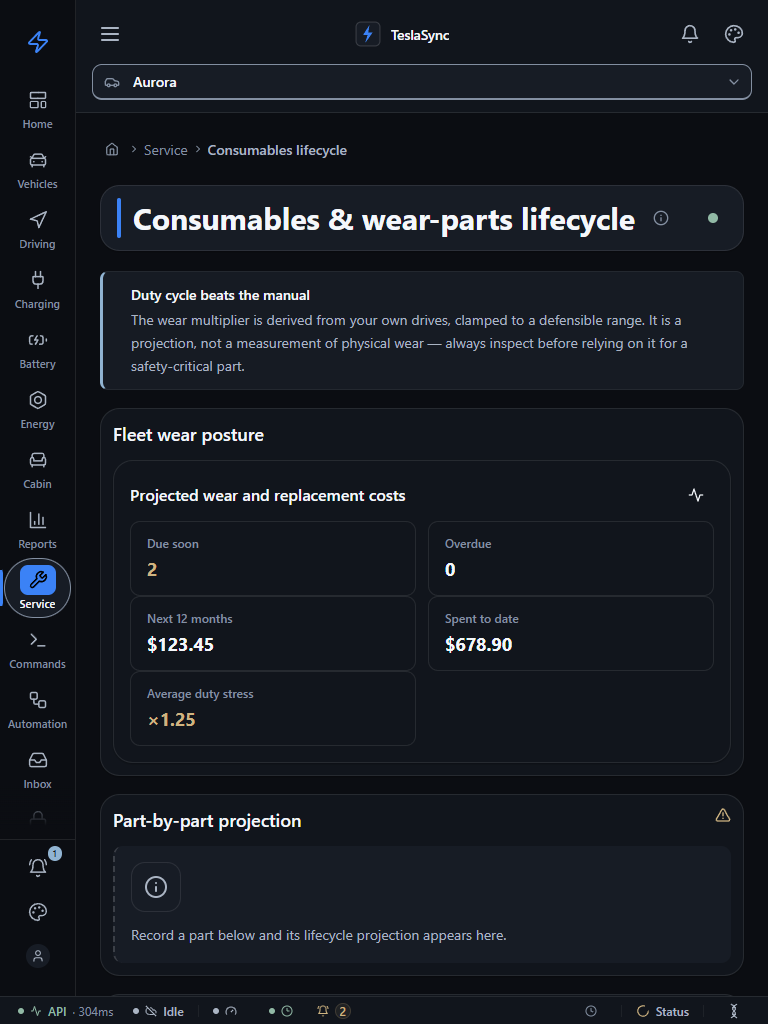 TeslaSync
Aurora
Home
Vehicles
Driving
Charging
Battery
Energy
Cabin
Reports
Service
Commands
Automation
Inbox
1
Service
Consumables lifecycle
Consumables & wear-parts lifecycle
Duty cycle beats the manual
The wear multiplier is derived from your own drives, clamped to a defensible range. It is a
projection, not a measurement of physical wear — always inspect before relying on it for a
safety-critical part.
Fleet wear posture
Projected wear and replacement costs
Due soon
2
Overdue
0
Next 12 months
$123.45
Spent to date
$678.90
Average duty stress
×1.25
Part-by-part projection
Record a part below and its lifecycle projection appears here.
API · 304ms
Idle
2
Status